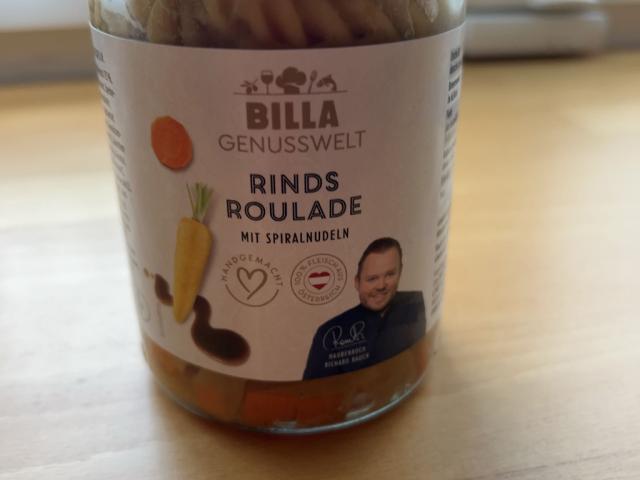 BILLA
GENUSSWELT
RINDS
ROULADE
MIT SPIRALNUDELN
HANDGEMACHT
100% FLEISCH AUS
ÖSTERREICH
HAUBENKOCH
RICHARD RAUCH